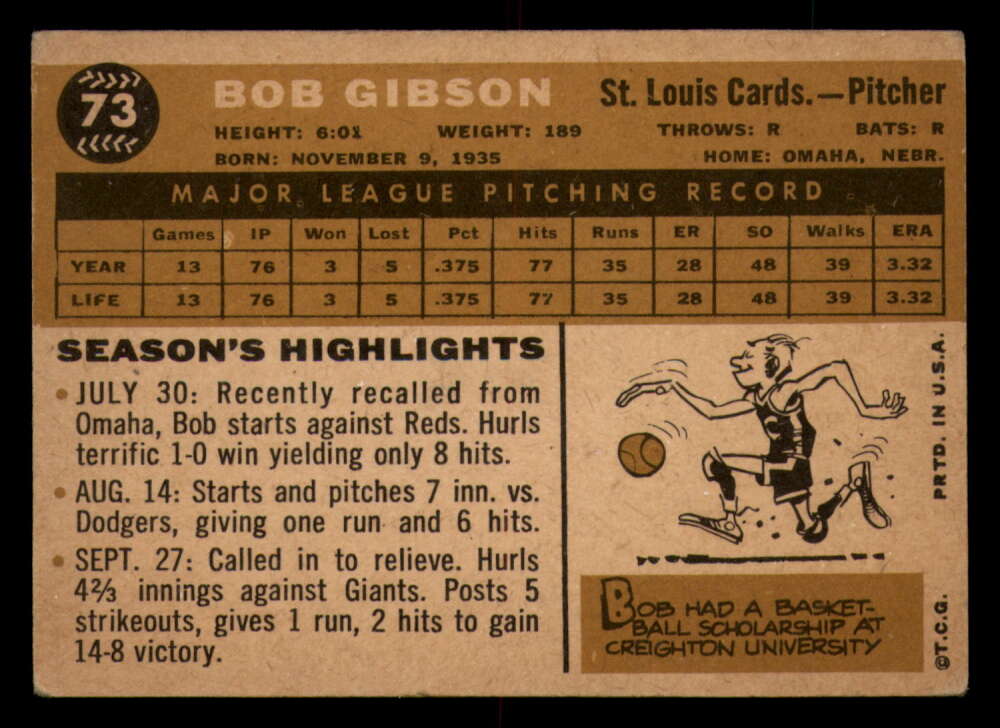 73
BOB GIBSON
St. Louis Cards.—Pitcher
HEIGHT: 6:01 WEIGHT: 189 THROWS: R BATS: R
BORN: NOVEMBER 9, 1935 HOME: OMAHA, NEBR.
MAJOR LEAGUE PITCHING RECORD
Games IP Won Lost Pct Hits Runs ER SO Walks ERA
YEAR 13 76 3 5 .375 77 35 28 48 39 3.32
LIFE 13 76 3 5 .375 77 35 28 48 39 3.32
SEASON'S HIGHLIGHTS
• JULY 30: Recently recalled from
Omaha, Bob starts against Reds. Hurls
terrific 1-0 win yielding only 8 hits.
• AUG. 14: Starts and pitches 7 inn. vs.
Dodgers, giving one run and 6 hits.
• SEPT. 27: Called in to relieve. Hurls
4⅔ innings against Giants. Posts 5
strikeouts, gives 1 run, 2 hits to gain
14-8 victory.
BOB HAD A BASKET-
BALL SCHOLARSHIP AT
CREIGHTON UNIVERSITY
©T.C.G. PRTD. IN U.S.A.